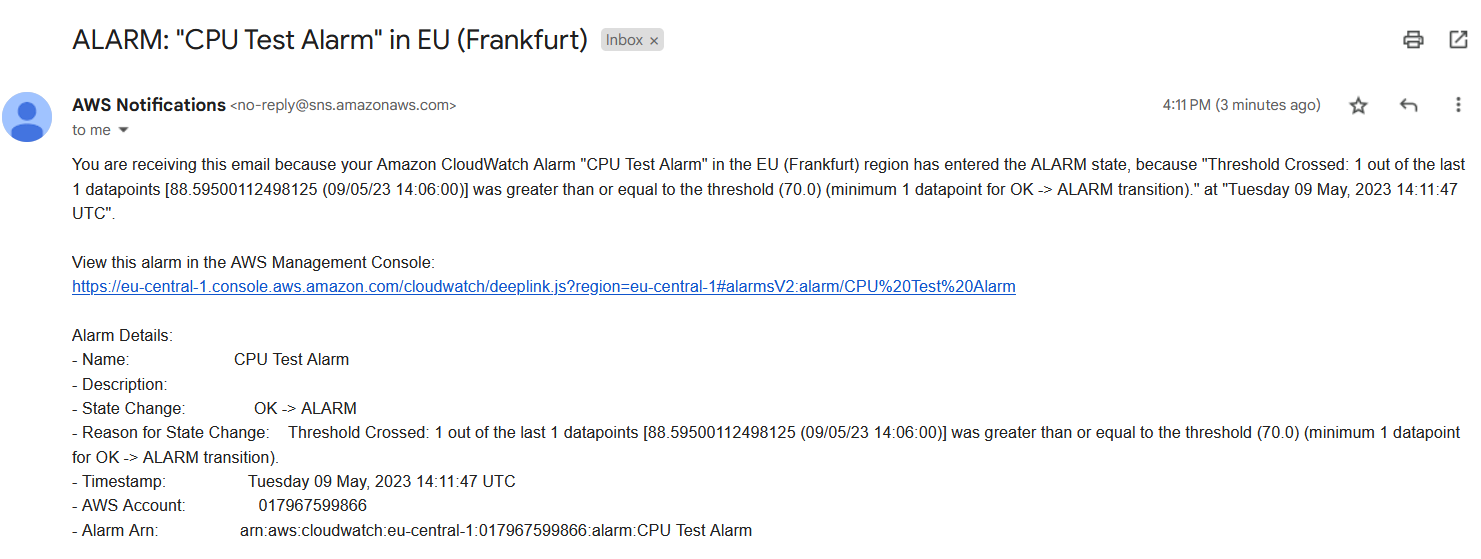 ALARM: "CPU Test Alarm" in EU (Frankfurt) Inbox ×
AWS Notifications <no-reply@sns.amazonaws.com> 4:11 PM (3 minutes ago)
to me
You are receiving this email because your Amazon CloudWatch Alarm "CPU Test Alarm" in the EU (Frankfurt) region has entered the ALARM state, because "Threshold Crossed: 1 out of the last
1 datapoints [88.59500112498125 (09/05/23 14:06:00)] was greater than or equal to the threshold (70.0) (minimum 1 datapoint for OK -> ALARM transition)." at "Tuesday 09 May, 2023 14:11:47
UTC".
View this alarm in the AWS Management Console:
https://eu-central-1.console.aws.amazon.com/cloudwatch/deeplink.js?region=eu-central-1#alarmsV2:alarm/CPU%20Test%20Alarm
Alarm Details:
- Name: CPU Test Alarm
- Description:
- State Change: OK -> ALARM
- Reason for State Change: Threshold Crossed: 1 out of the last 1 datapoints [88.59500112498125 (09/05/23 14:06:00)] was greater than or equal to the threshold (70.0) (minimum 1 datapoint
for OK -> ALARM transition).
- Timestamp: Tuesday 09 May, 2023 14:11:47 UTC
- AWS Account: 017967599866
- Alarm Arn: arn:aws:cloudwatch:eu-central-1:017967599866:alarm:CPU Test Alarm